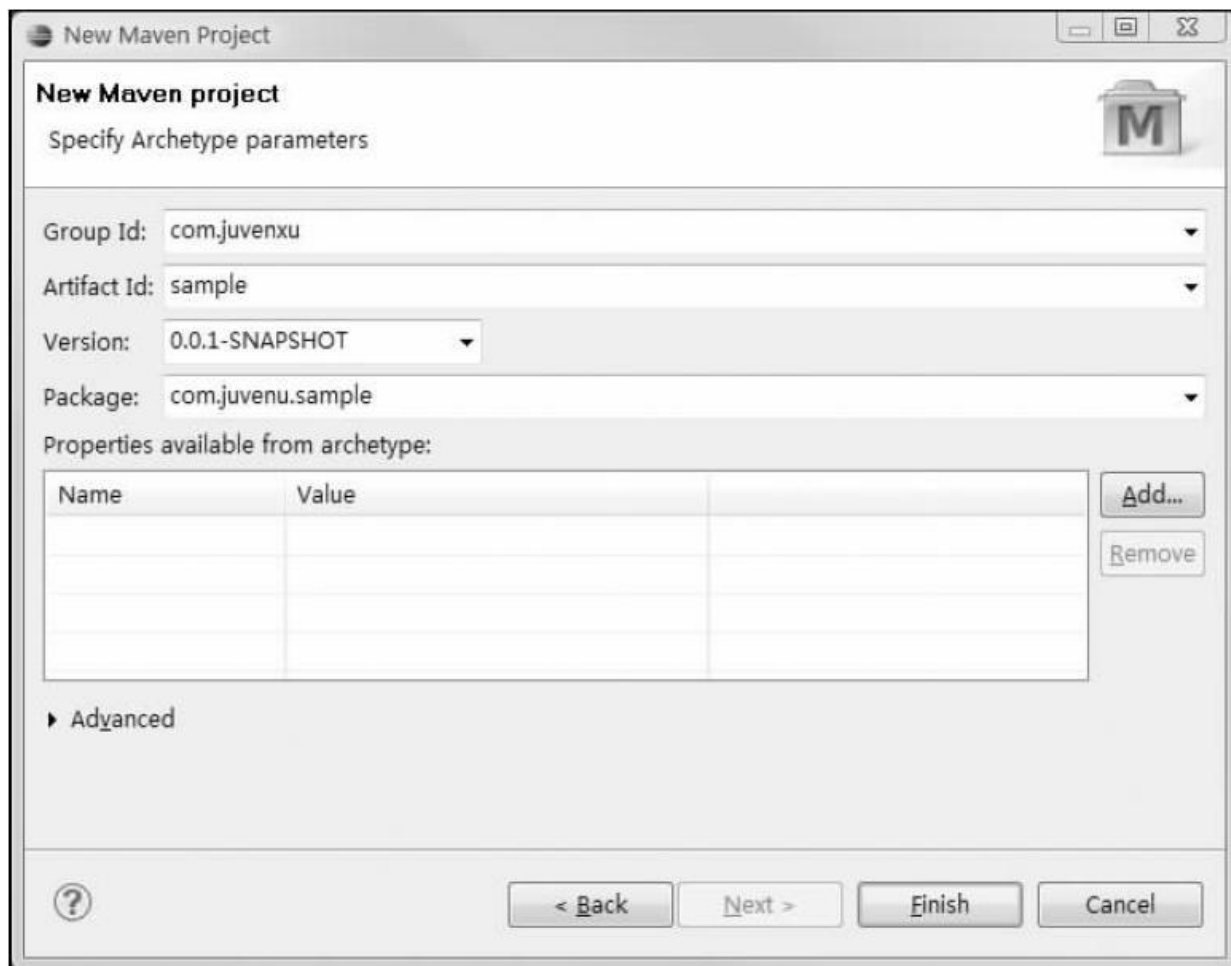 New Maven Project
New Maven project
Specify Archetype parameters
M
Group Id: com.juvenxu
Artifact Id: sample
Version: 0.0.1-SNAPSHOT
Package: com.juvenu.sample
Properties available from archetype:
Name Value
Add...
Remove
Advanced
? < Back Next > Finish Cancel